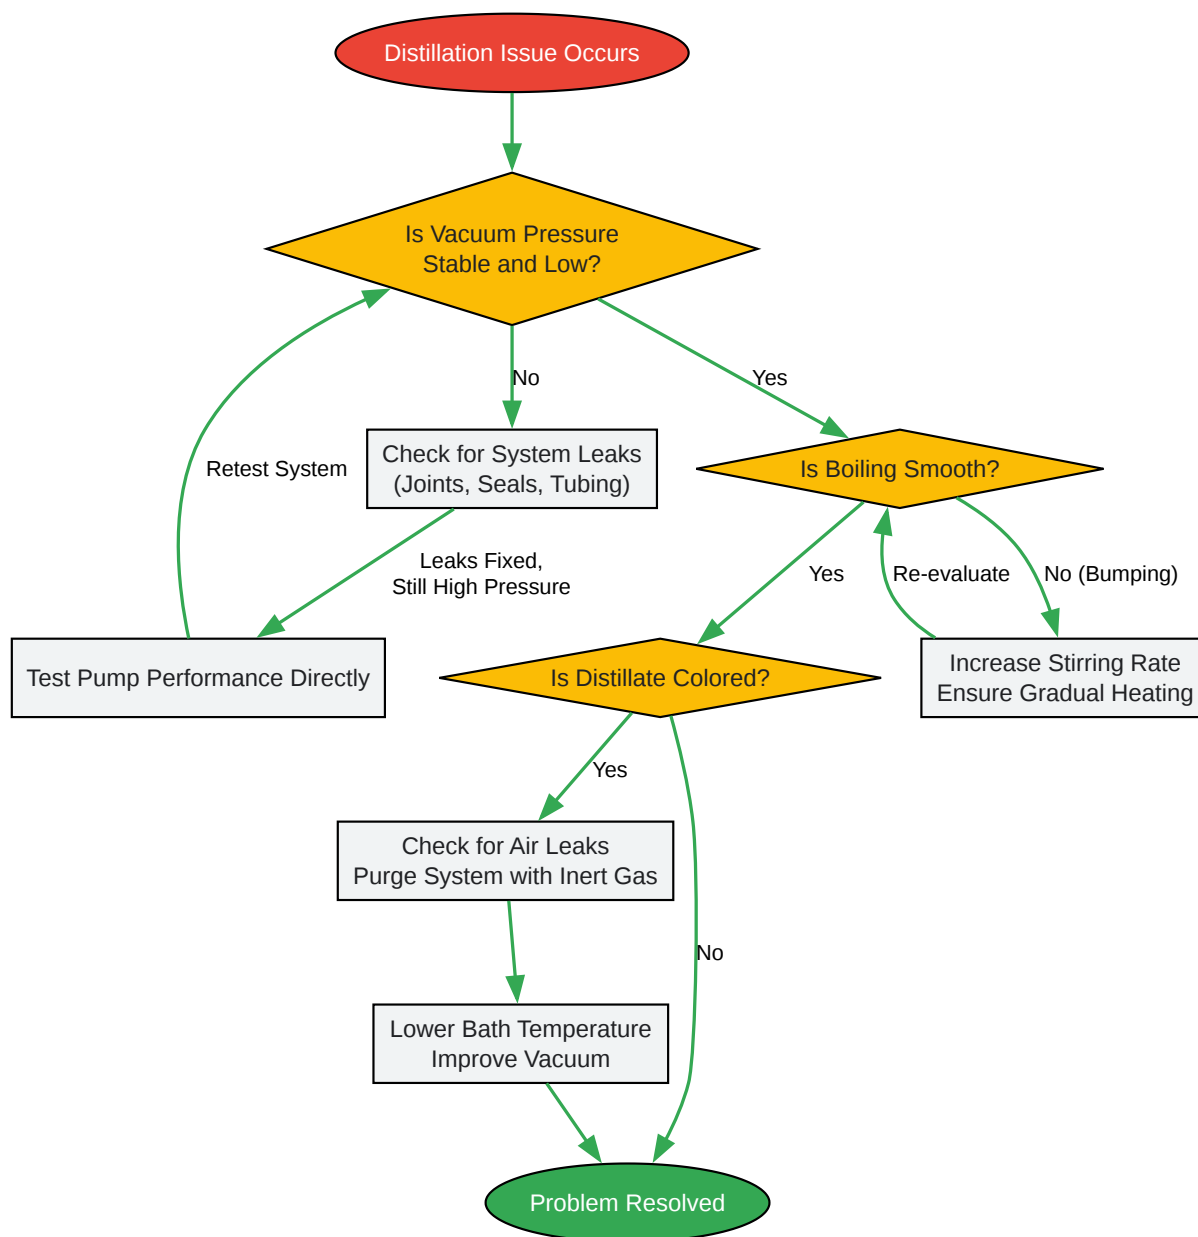 Distillation Issue Occurs
Is Vacuum Pressure
Stable and Low?
No
Yes
Check for System Leaks
(Joints, Seals, Tubing)
Is Boiling Smooth?
Retest System
Leaks Fixed,
Still High Pressure
Yes
Re-evaluate
No (Bumping)
Test Pump Performance Directly
Is Distillate Colored?
Increase Stirring Rate
Ensure Gradual Heating
Yes
Check for Air Leaks
Purge System with Inert Gas
No
Lower Bath Temperature
Improve Vacuum
Problem Resolved